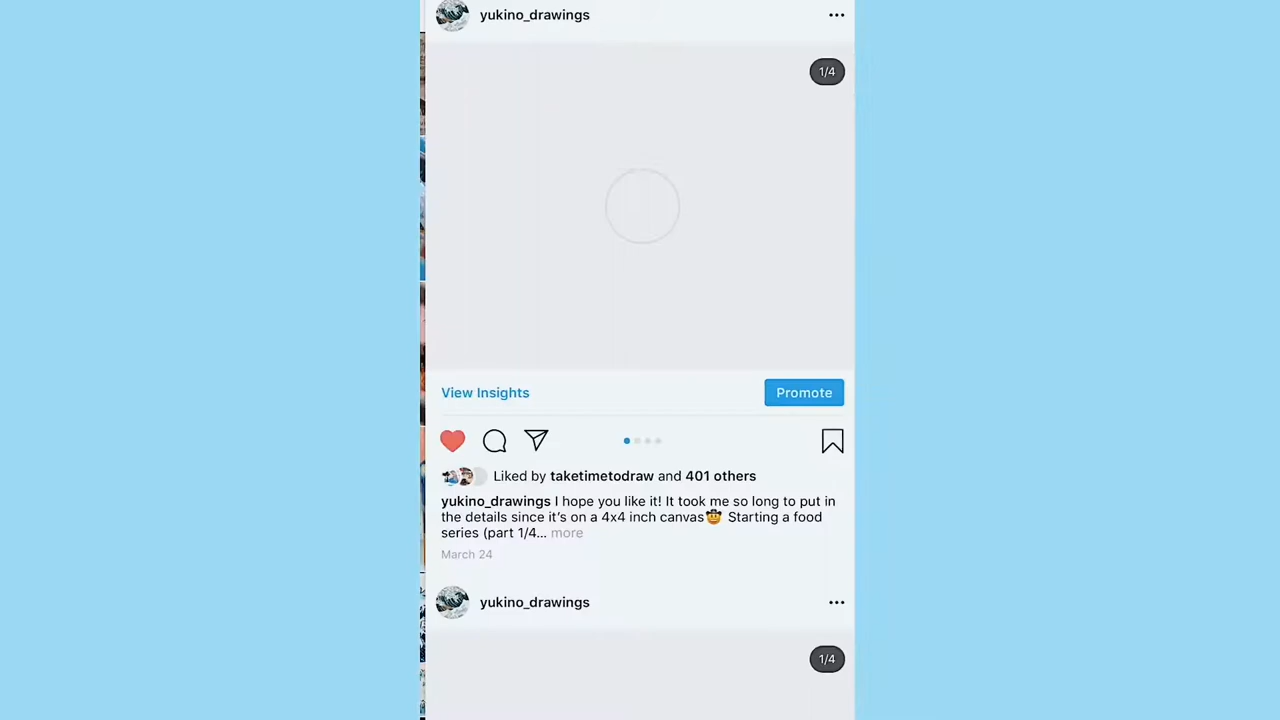 yukino_drawings
1/4
View Insights
Promote
Liked by taketimetodraw and 401 others
yukino_drawings I hope you like it! It took me so long to put in
the details since it’s on a 4x4 inch canvas🤠 Starting a food
series (part 1/4... more
March 24
yukino_drawings
1/4